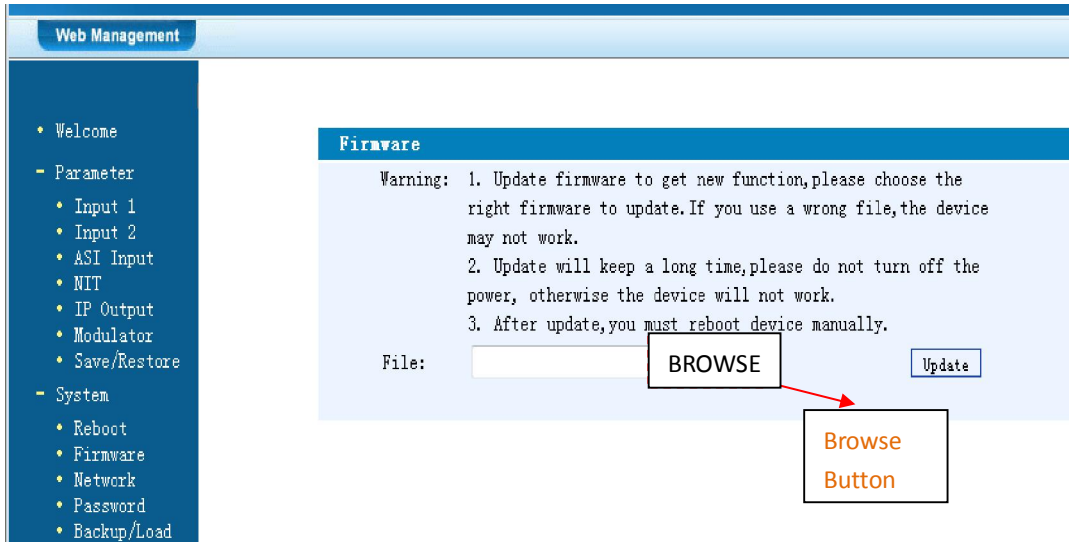 Web Management
Welcome
Parameter
Input 1
Input 2
ASI Input
NIT
IP Output
Modulator
Save/Restore
System
Reboot
Firmware
Network
Password
Backup/Load
Firmware
Warning: 1. Update firmware to get new function,please choose the
right firmware to update.If you use a wrong file,the device
may not work.
2. Update will keep a long time,please do not turn off the
power, otherwise the device will not work.
3. After update,you must reboot device manually.
File: BROWSE Update
Browse
Button